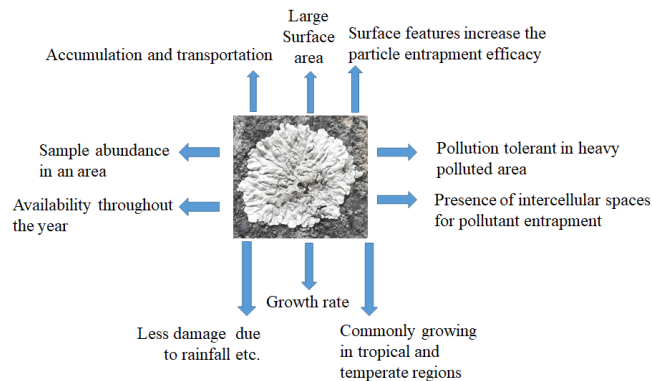 Large
Surface
area
Surface features increase the
particle entrapment efficacy
Accumulation and transportation
Sample abundance
in an area
Pollution tolerant in heavy
polluted area
Availability throughout
the year
Presence of intercellular spaces
for pollutant entrapment
Growth rate
Less damage due
to rainfall etc.
Commonly growing
in tropical and
temperate regions